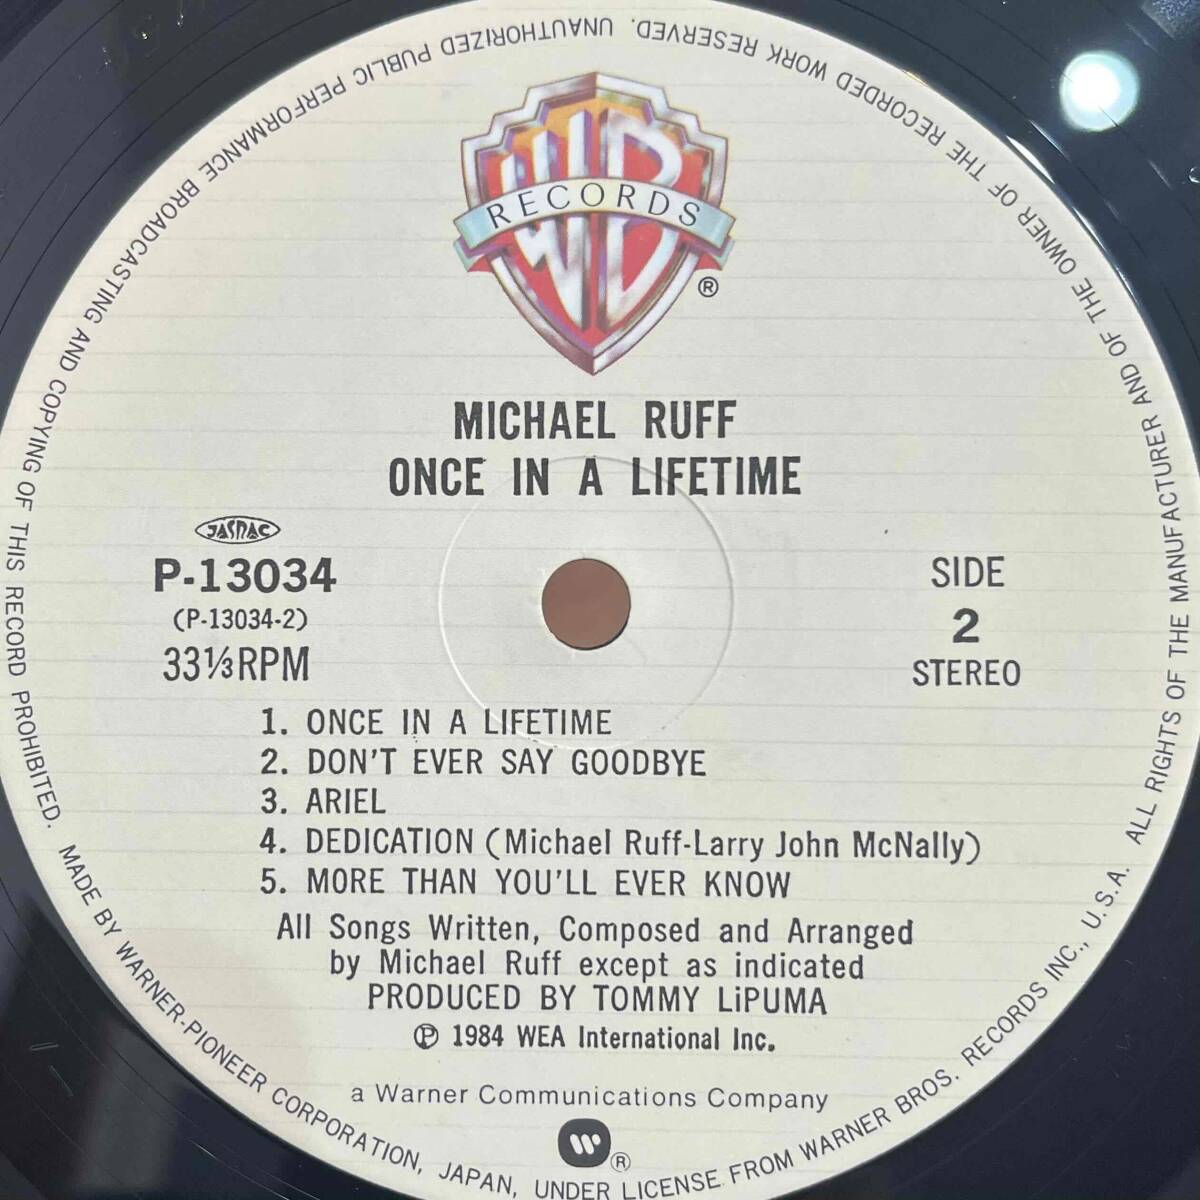 WB
RECORDS
®
MICHAEL RUFF
ONCE IN A LIFETIME
JASRAC
P-13034
(P-13034-2)
33⅓RPM
SIDE
2
STEREO
1. ONCE IN A LIFETIME
2. DON'T EVER SAY GOODBYE
3. ARIEL
4. DEDICATION (Michael Ruff-Larry John McNally)
5. MORE THAN YOU'LL EVER KNOW
All Songs Written, Composed and Arranged
by Michael Ruff except as indicated
PRODUCED BY TOMMY LiPUMA
℗ 1984 WEA International Inc.
a Warner Communications Company
®
MADE BY WARNER-PIONEER CORPORATION, JAPAN, UNDER LICENSE FROM WARNER BROS. RECORDS INC., U.S.A. ALL RIGHTS OF THE MANUFACTURER AND OF THE OWNER OF THE RECORDED WORK RESERVED. UNAUTHORIZED PUBLIC PERFORMANCE BROADCASTING AND COPYING OF THIS RECORD PROHIBITED.